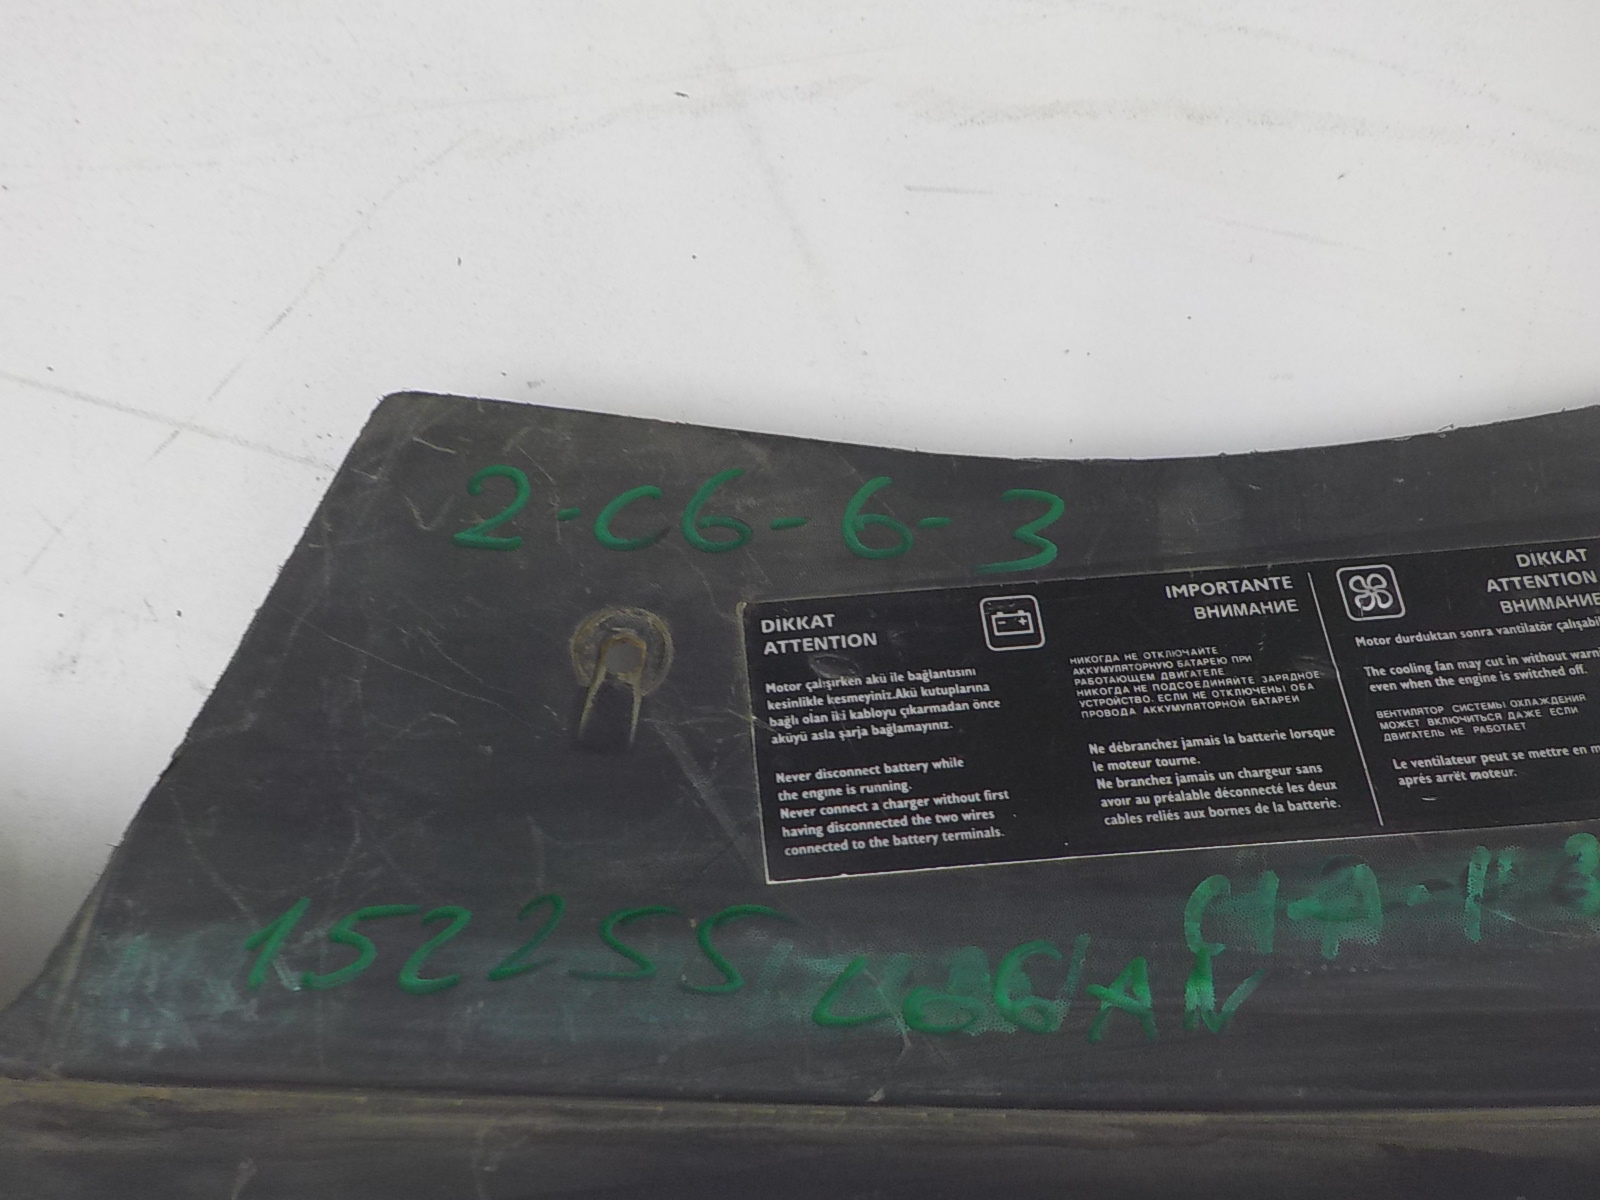 2-C6-6-3
DİKKAT
ATTENTION
Motor çalışırken akü ile bağlantısını
kesinlikle kesmeyiniz.Akü kutuplarına
bağlı olan iki kabloyu çıkarmadan önce
aküyü asla şarja bağlamayınız.
Never disconnect battery while
the engine is running.
Never connect a charger without first
having disconnected the two wires
connected to the battery terminals.
IMPORTANTE
ВНИМАНИЕ
НИКОГДА НЕ ОТКЛЮЧАЙТЕ
АККУМУЛЯТОРНУЮ БАТАРЕЮ ПРИ
РАБОТАЮЩЕМ ДВИГАТЕЛЕ
НИКОГДА НЕ ПОДСОЕДИНЯЙТЕ ЗАРЯДНОЕ
УСТРОЙСТВО, ЕСЛИ НЕ ОТКЛЮЧЕНЫ ОБА
ПРОВОДА АККУМУЛЯТОРНОЙ БАТАРЕИ
Ne débranchez jamais la batterie lorsque
le moteur tourne.
Ne branchez jamais un chargeur sans
avoir au préalable déconnecté les deux
cables reliés aux bornes de la batterie.
DİKKAT
ATTENTION
ВНИМАНИЕ
Motor durduktan sonra vantilatör çalışabil
The cooling fan may cut in without warni
even when the engine is switched off.
ВЕНТИЛЯТОР СИСТЕМЫ ОХЛАЖДЕНИЯ
МОЖЕТ ВКЛЮЧИТЬСЯ ДАЖЕ ЕСЛИ
ДВИГАТЕЛЬ НЕ РАБОТАЕТ
Le ventilateur peut se mettre en m
aprés arrêt moteur.
152255
LOGAN